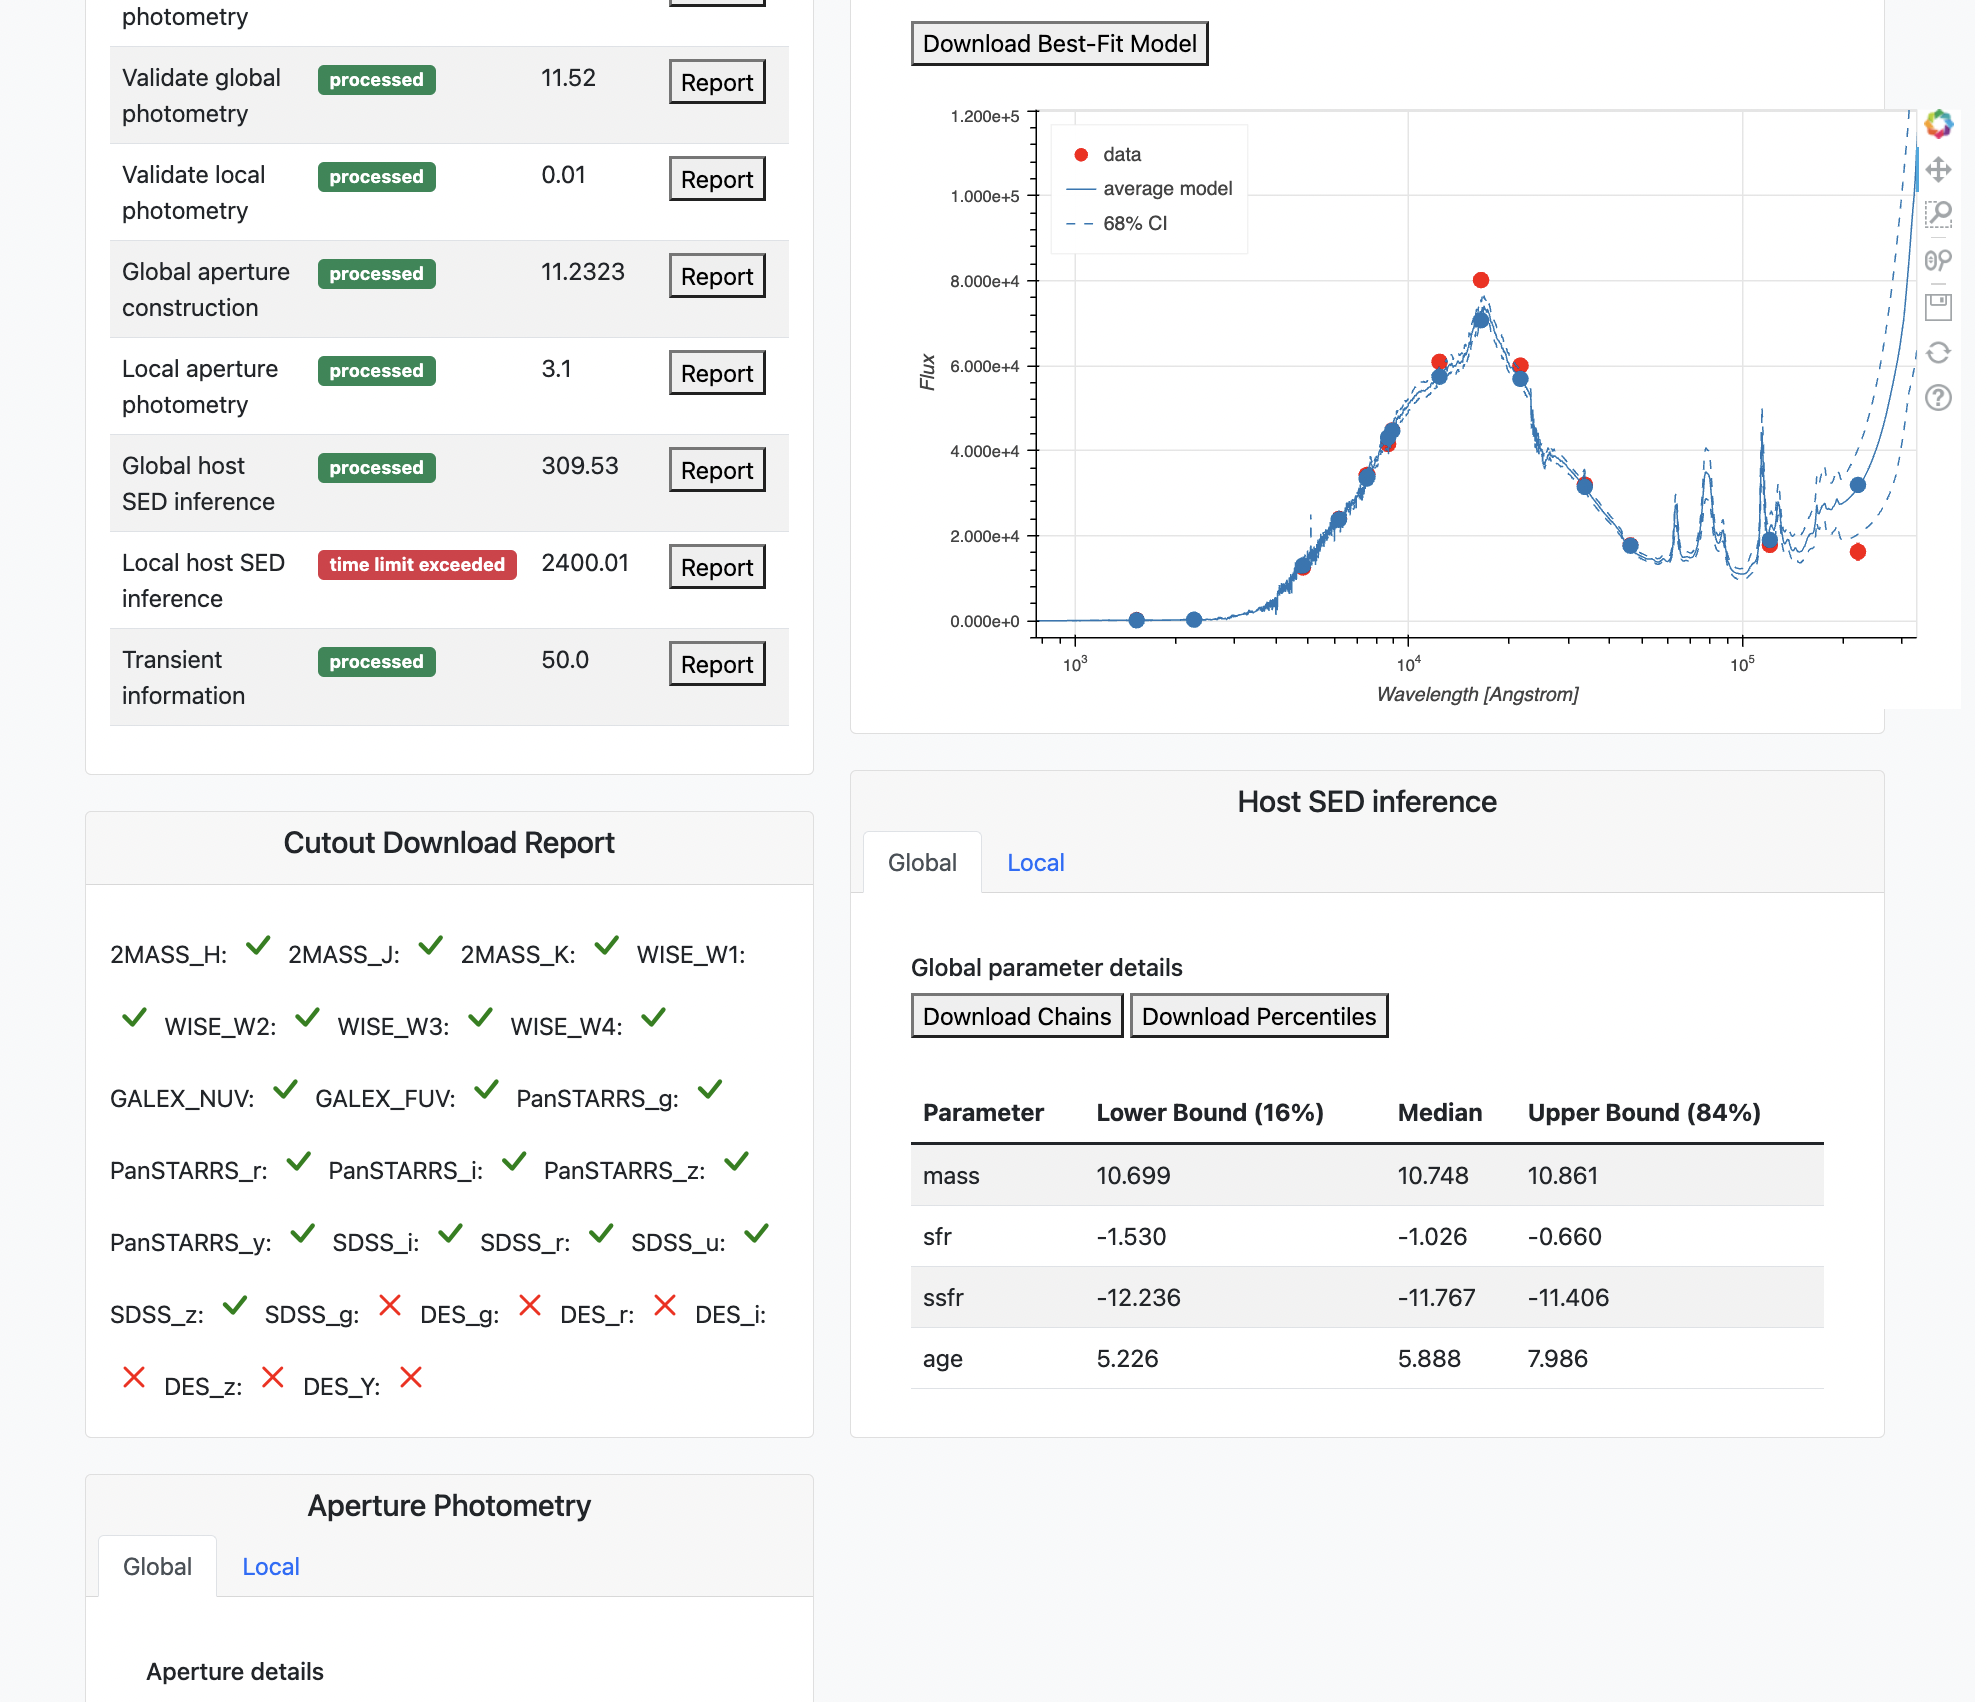 photometry
Validate global
photometry
processed
11.52
Report
Validate local
photometry
processed
0.01
Report
Global aperture
construction
processed
11.2323
Report
Local aperture
photometry
processed
3.1
Report
Global host
SED inference
processed
309.53
Report
Local host SED
inference
time limit exceeded
2400.01
Report
Transient
information
processed
50.0
Report
Cutout Download Report
2MASS_H: 2MASS_J: 2MASS_K: WISE_W1:
WISE_W2: WISE_W3: WISE_W4:
GALEX_NUV: GALEX_FUV: PanSTARRS_g:
PanSTARRS_r: PanSTARRS_i: PanSTARRS_z:
PanSTARRS_y: SDSS_i: SDSS_r: SDSS_u:
SDSS_z: SDSS_g: DES_g: DES_r: DES_i:
DES_z: DES_Y:
Aperture Photometry
Global Local
Aperture details
Download Best-Fit Model
1.200e+5
1.000e+5
8.000e+4
6.000e+4
4.000e+4
2.000e+4
0.000e+0
Flux
data
average model
68% CI
10³ 10⁴ 10⁵
Wavelength [Angstrom]
Host SED inference
Global Local
Global parameter details
Download Chains Download Percentiles
Parameter Lower Bound (16%) Median Upper Bound (84%)
mass 10.699 10.748 10.861
sfr -1.530 -1.026 -0.660
ssfr -12.236 -11.767 -11.406
age 5.226 5.888 7.986